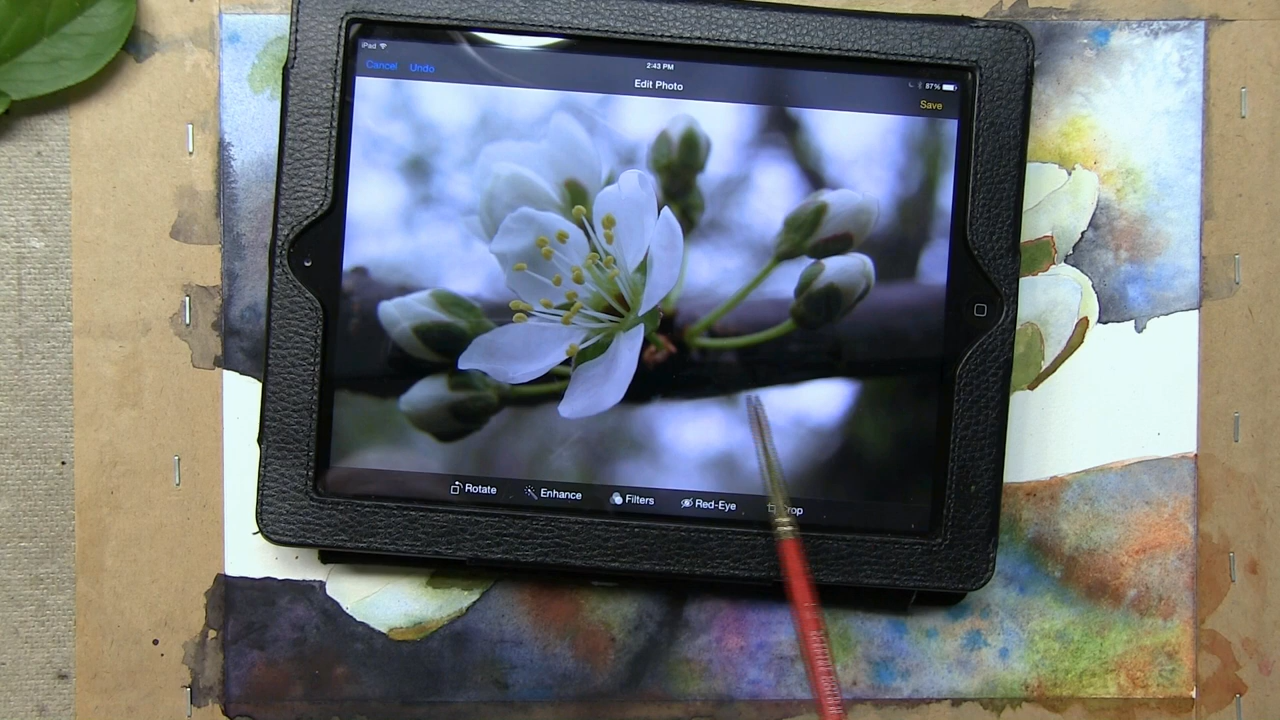 iPad
2:43 PM
87%
Cancel Undo
Edit Photo
Save
Rotate Enhance Filters Red-Eye